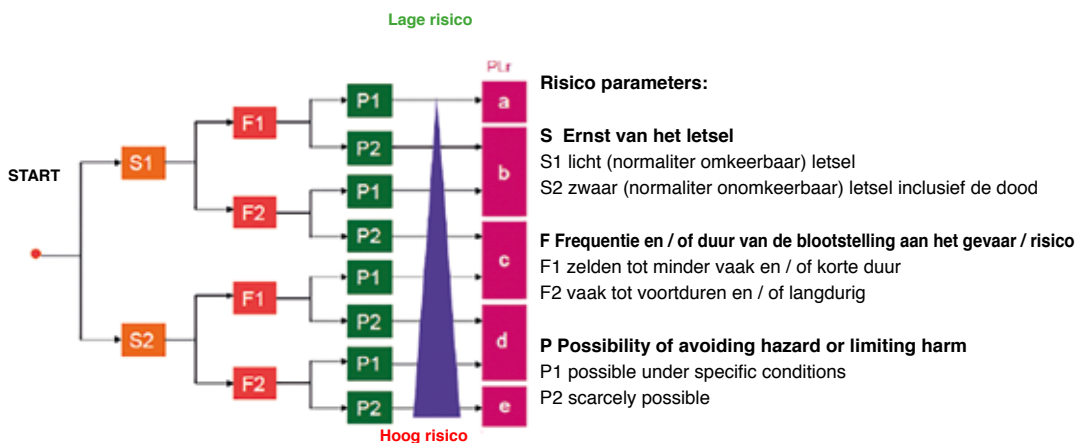 Lage risico
PLr
START
S1
S2
F1
F2
F1
F2
P1
P2
P1
P2
P1
P2
P1
P2
a
b
c
d
e
Hoog risico
Risico parameters:
S Ernst van het letsel
S1 licht (normaliter omkeerbaar) letsel
S2 zwaar (normaliter onomkeerbaar) letsel inclusief de dood
F Frequentie en / of duur van de blootstelling aan het gevaar / risico
F1 zelden tot minder vaak en / of korte duur
F2 vaak tot voortduren en / of langdurig
P Possibility of avoiding hazard or limiting harm
P1 possible under specific conditions
P2 scarcely possible